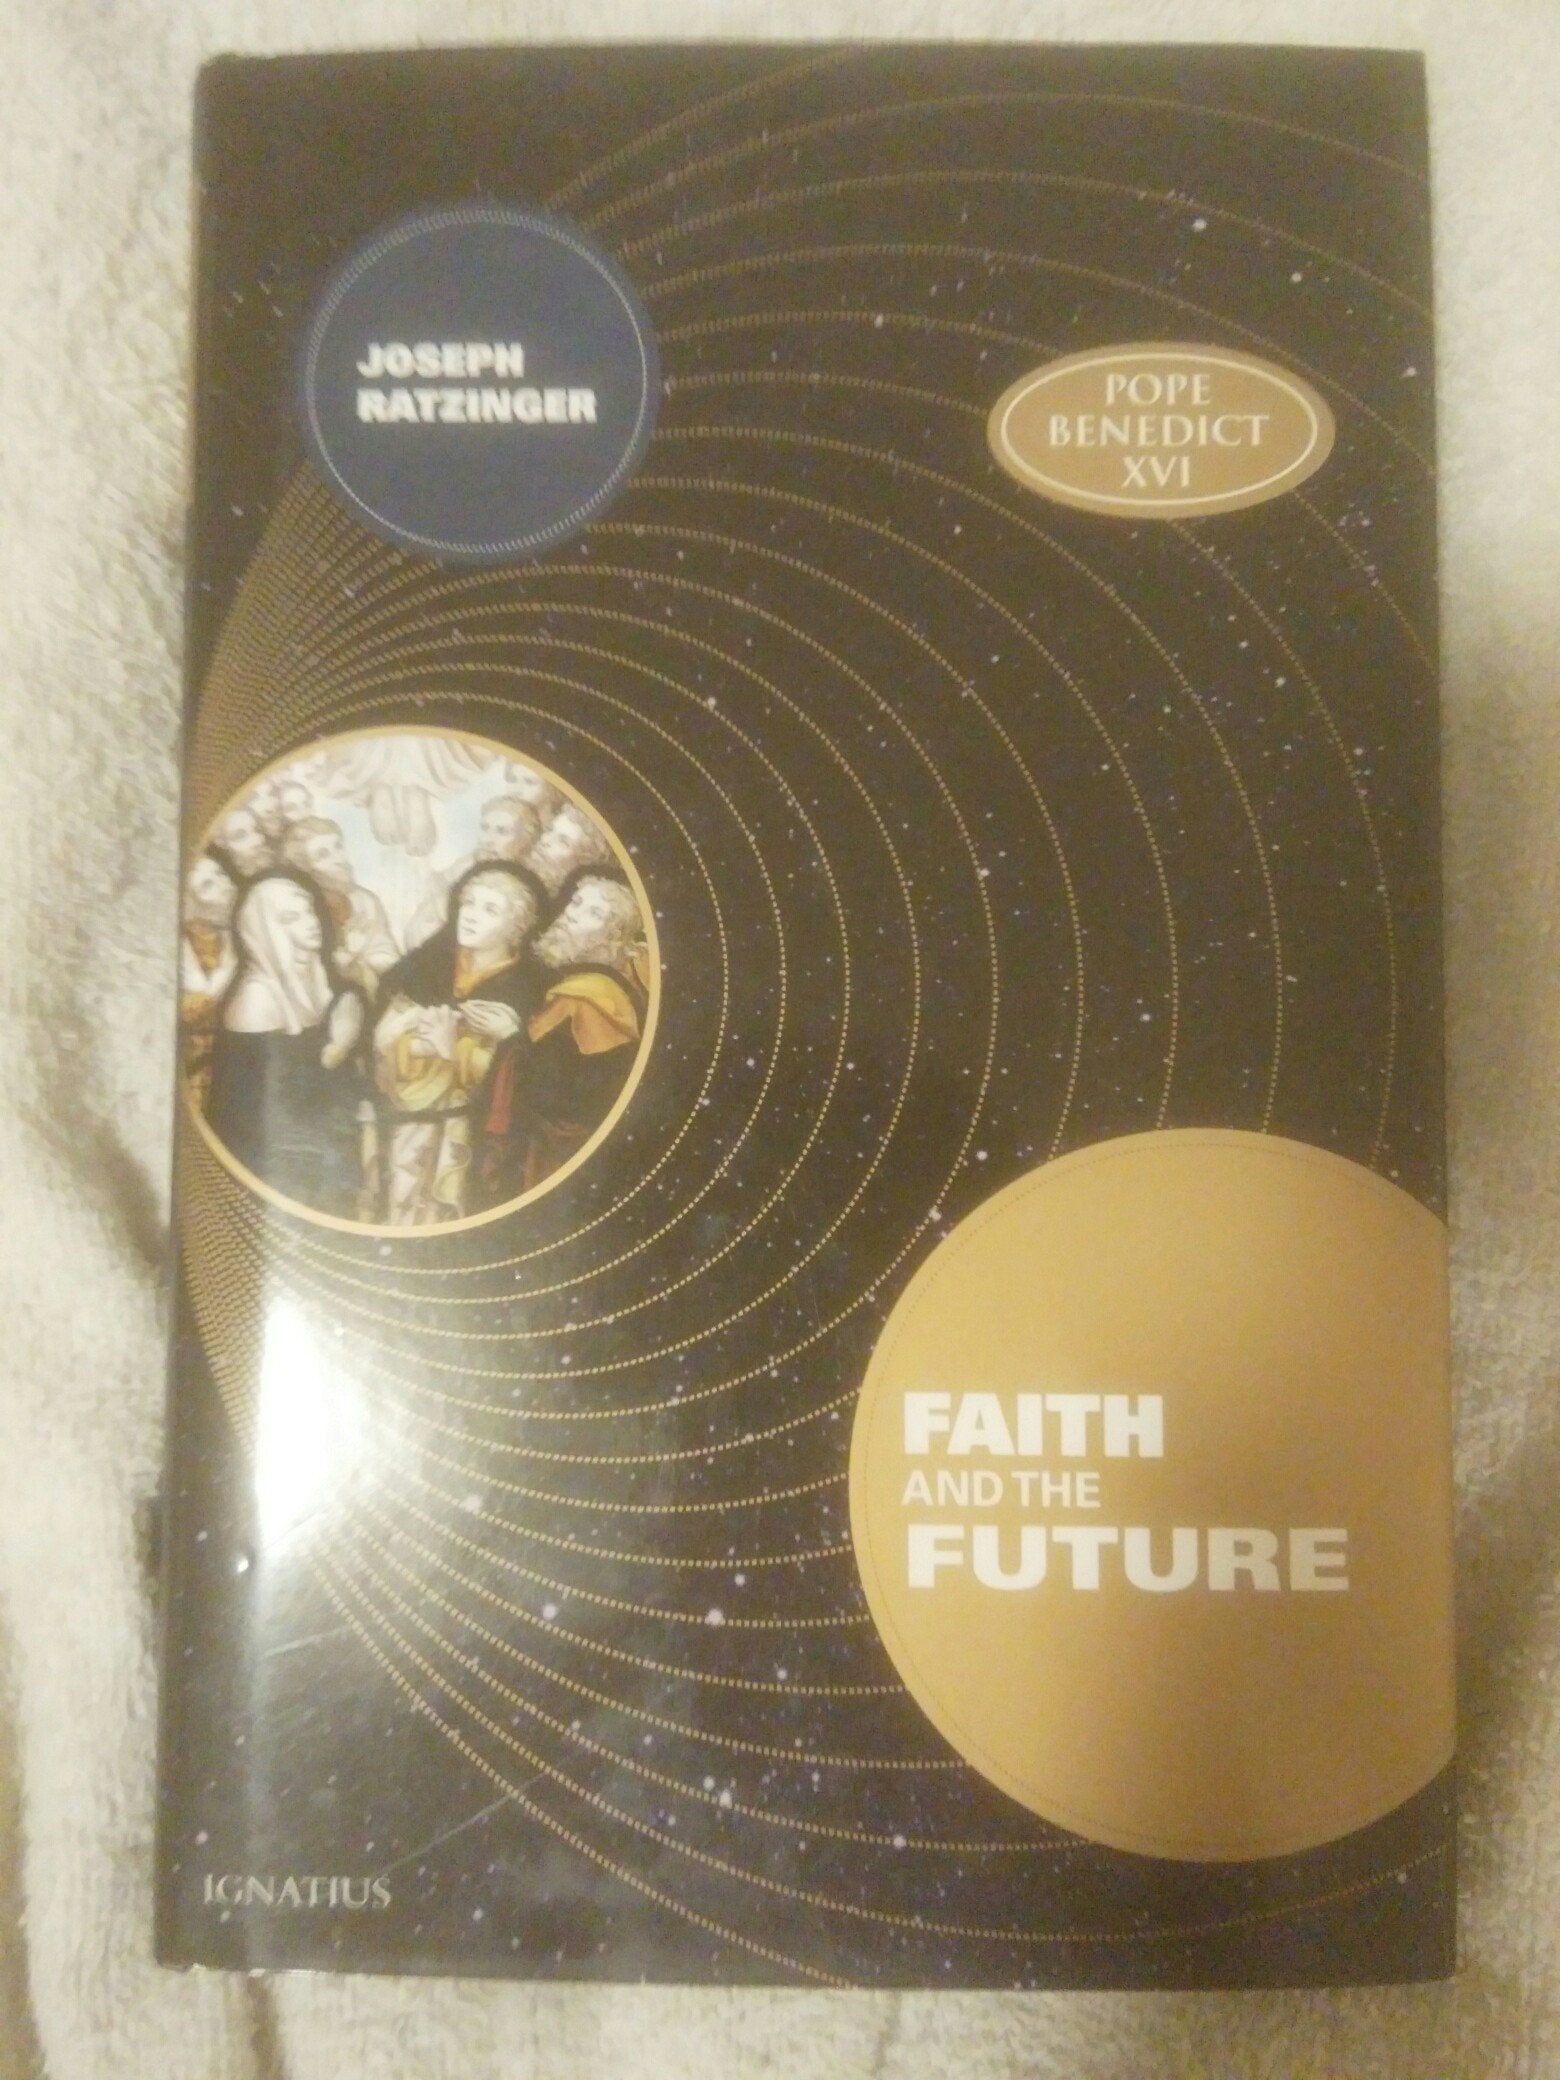 JOSEPH
RATZINGER
POPE
BENEDICT
XVI
FAITH
AND THE
FUTURE
IGNATIUS